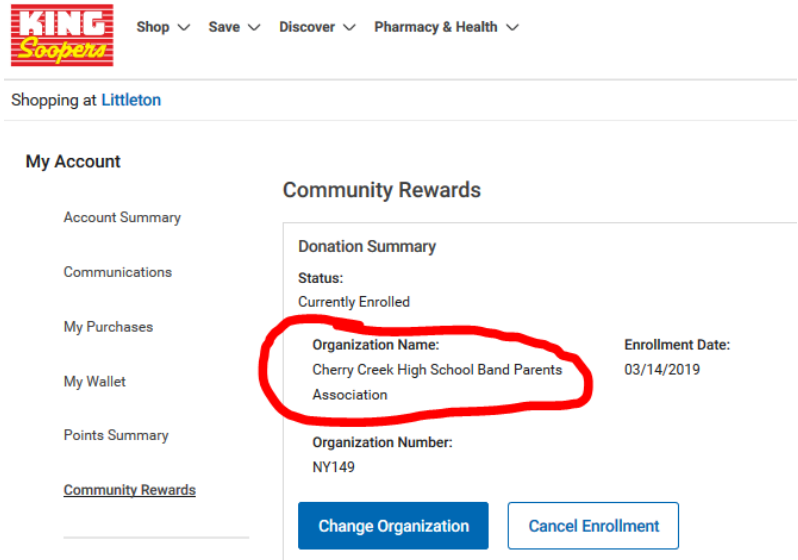 KING
Soopers
Shop Save Discover Pharmacy & Health
Shopping at Littleton
My Account
Account Summary
Communications
My Purchases
My Wallet
Points Summary
Community Rewards
Community Rewards
Donation Summary
Status:
Currently Enrolled
Organization Name:
Cherry Creek High School Band Parents
Association
Enrollment Date:
03/14/2019
Organization Number:
NY149
Change Organization
Cancel Enrollment